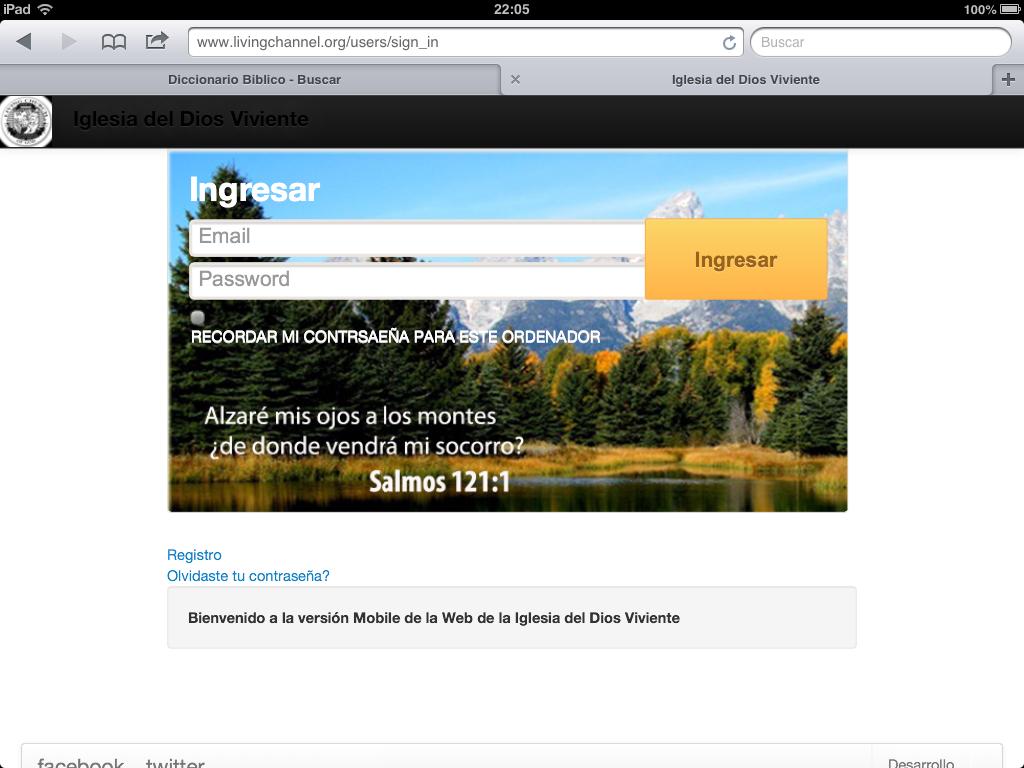 iPad 22:05 100%
www.livingchannel.org/users/sign_in Buscar
Diccionario Biblico - Buscar Iglesia del Dios Viviente
Iglesia del Dios Viviente
Ingresar
Email
Password
Ingresar
RECORDAR MI CONTRSAEÑA PARA ESTE ORDENADOR
Alzaré mis ojos a los montes
¿de donde vendrá mi socorro?
Salmos 121:1
Registro
Olvidaste tu contraseña?
Bienvenido a la versión Mobile de la Web de la Iglesia del Dios Viviente
facebook twitter Desarrollo